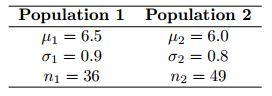 Population 1 Population 2
μ₁ = 6.5 μ₂ = 6.0
σ₁ = 0.9 σ₂ = 0.8
n₁ = 36 n₂ = 49